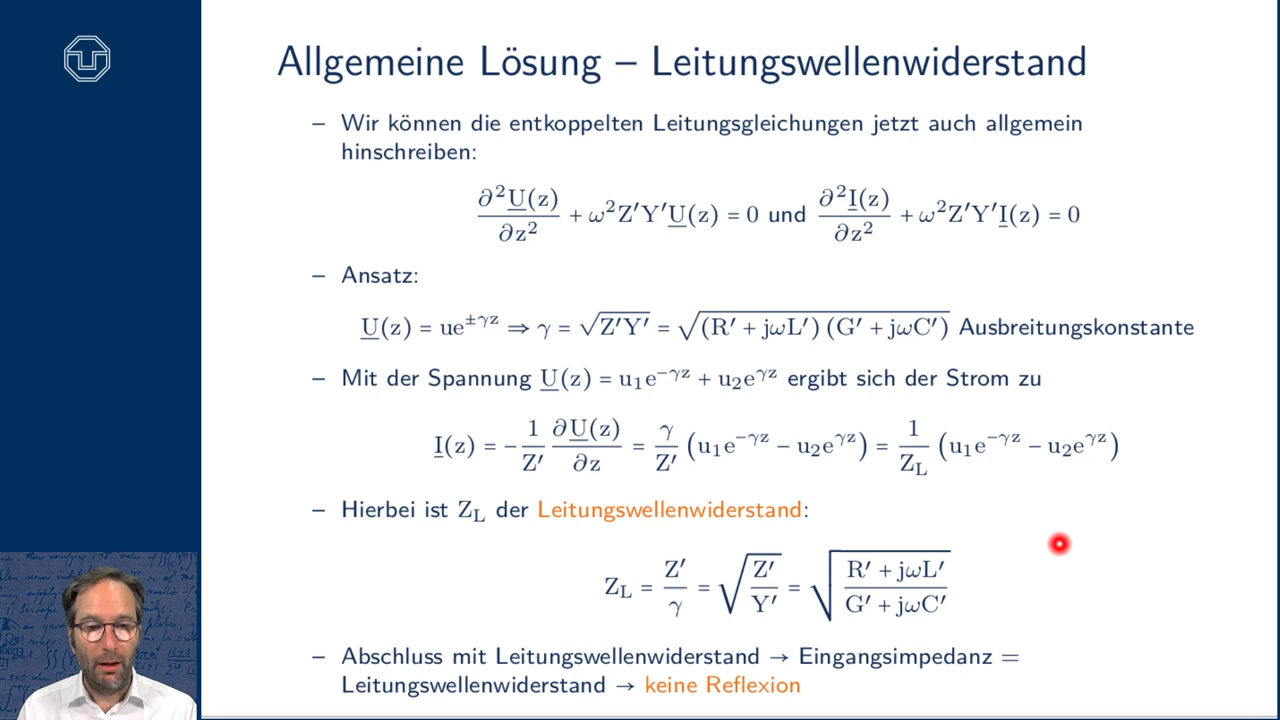 Allgemeine Lösung – Leitungswellenwiderstand
– Wir können die entkoppelten Leitungsgleichungen jetzt auch allgemein
hinschreiben:
∂²U̲(z)/∂z² + ω²Z′Y′U̲(z) = 0 und ∂²I̲(z)/∂z² + ω²Z′Y′I̲(z) = 0
– Ansatz:
U̲(z) = ue^{±γz} ⇒ γ = √(Z′Y′) = √((R′ + jωL′) (G′ + jωC′)) Ausbreitungskonstante
– Mit der Spannung U̲(z) = u₁e^{−γz} + u₂e^{γz} ergibt sich der Strom zu
I̲(z) = −(1/Z′) ∂U̲(z)/∂z = γ/Z′ (u₁e^{−γz} − u₂e^{γz}) = 1/Z_L (u₁e^{−γz} − u₂e^{γz})
– Hierbei ist Z_L der Leitungswellenwiderstand:
Z_L = Z′/γ = √(Z′/Y′) = √((R′ + jωL′)/(G′ + jωC′))
– Abschluss mit Leitungswellenwiderstand → Eingangsimpedanz =
Leitungswellenwiderstand → keine Reflexion